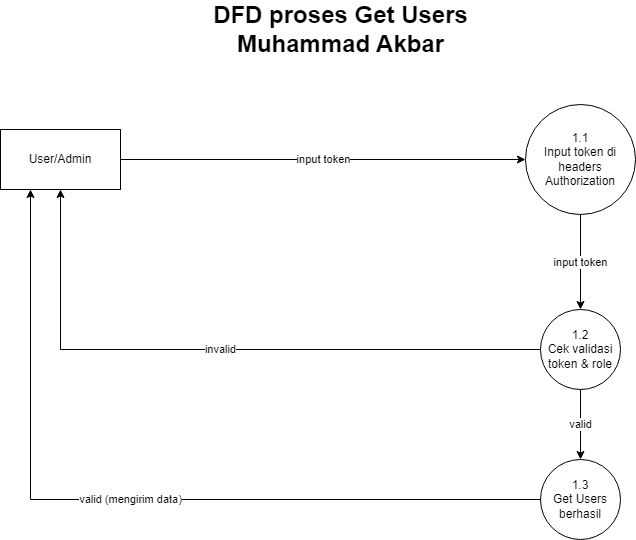 DFD proses Get Users
Muhammad Akbar
User/Admin
input token
1.1
Input token di
headers
Authorization
input token
1.2
Cek validasi
token & role
invalid
valid
1.3
Get Users
berhasil
valid (mengirim data)